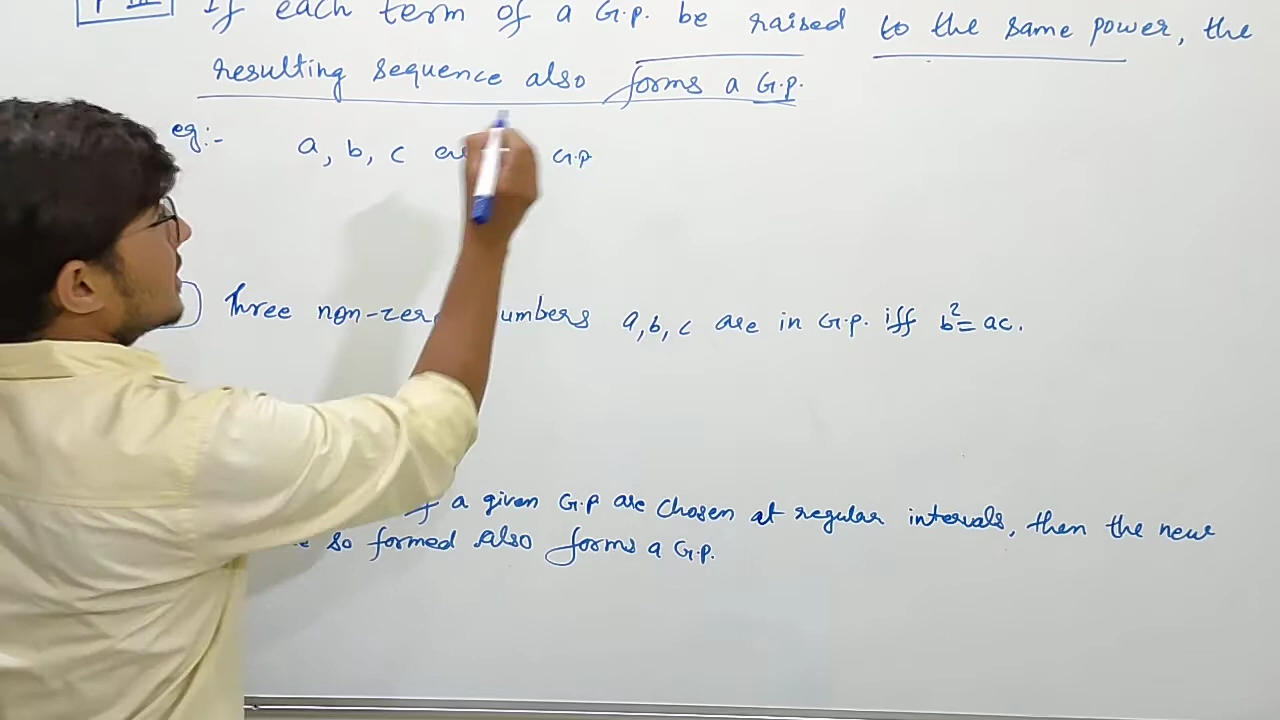 If each term of a G.P. be raised to the same power, the
resulting sequence also forms a G.P.
eg:- a, b, c G.P
Three non-zero numbers a, b, c are in G.P. iff b²= ac.
a given G.P are chosen at regular intervals, then the new
so formed also forms a G.P.